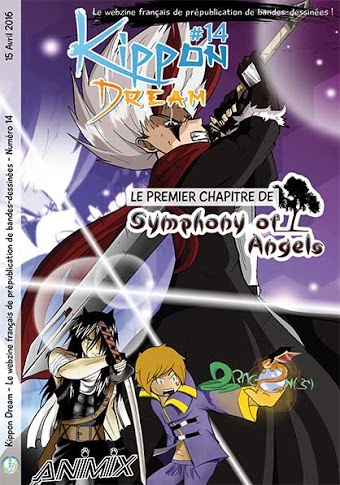 Le webzine français de prépublication de bandes-dessinées !
#14
Kippon
Dream
LE PREMIER CHAPITRE DE
Symphony of
Angels
ANIMIX
15 Avril 2016
Kippon Dream - Le webzine français de prépublication de bandes-dessinées - Numéro 14